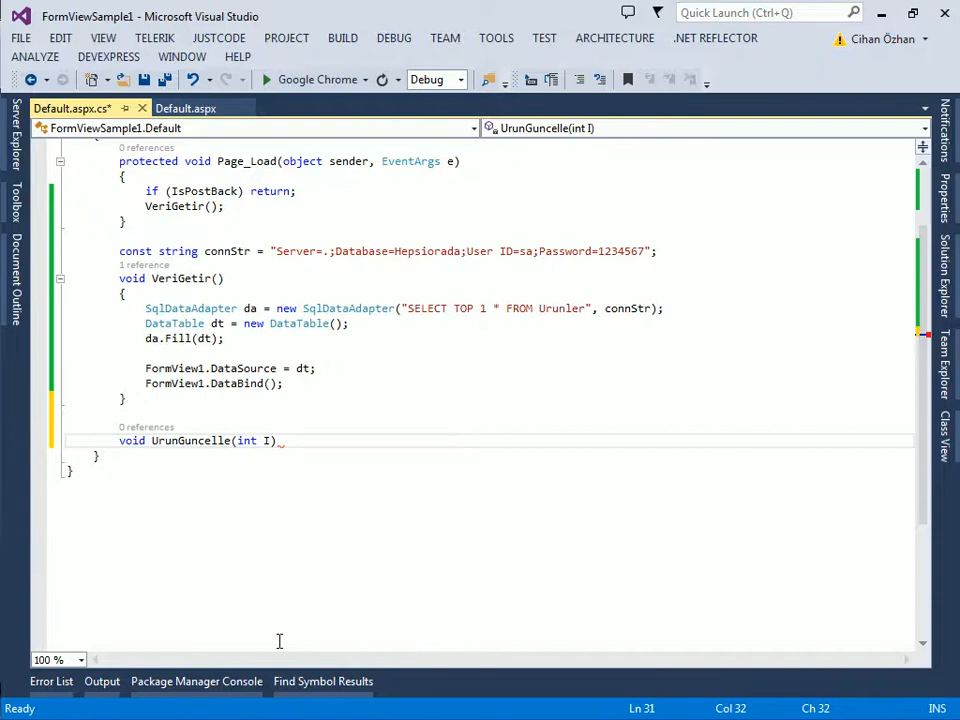 FormViewSample1 - Microsoft Visual Studio
Quick Launch (Ctrl+Q)
FILE EDIT VIEW TELERIK JUSTCODE PROJECT BUILD DEBUG TEAM TOOLS TEST ARCHITECTURE .NET REFLECTOR
Cihan Özhan
ANALYZE DEVEXPRESS WINDOW HELP
Google Chrome
Debug
Default.aspx.cs*
Default.aspx
FormViewSample1.Default
UrunGuncelle(int I)
Server Explorer
Toolbox
Document Outline
0 references
protected void Page_Load(object sender, EventArgs e)
{
if (IsPostBack) return;
VeriGetir();
}
const string connStr = "Server=.;Database=Hepsiorada;User ID=sa;Password=1234567";
1 reference
void VeriGetir()
{
SqlDataAdapter da = new SqlDataAdapter("SELECT TOP 1 * FROM Urunler", connStr);
DataTable dt = new DataTable();
da.Fill(dt);
FormView1.DataSource = dt;
FormView1.DataBind();
}
0 references
void UrunGuncelle(int I)
}
}
Notifications
Properties
Solution Explorer
Team Explorer
Class View
100 %
Error List Output Package Manager Console Find Symbol Results
Ready
Ln 31 Col 32 Ch 32 INS